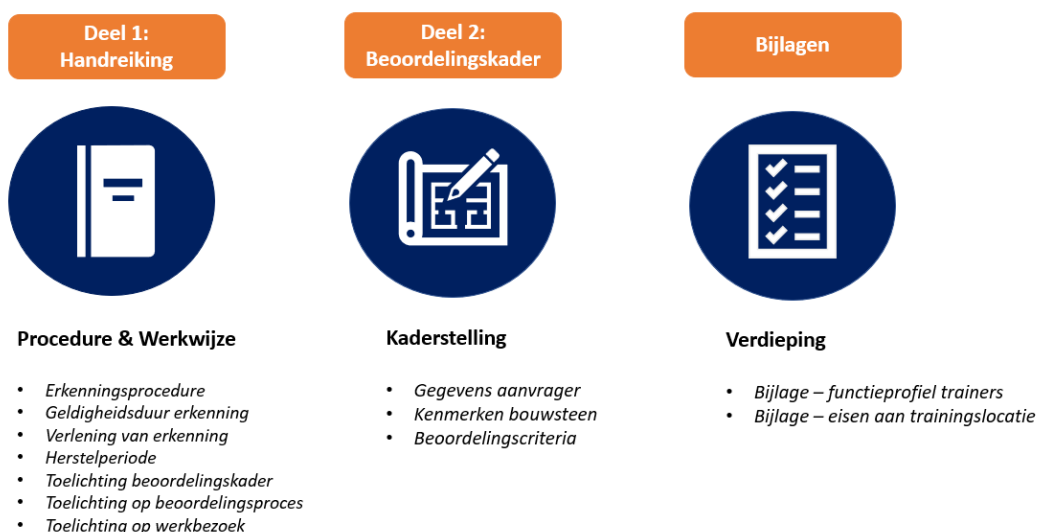 Deel 1:
Handreiking
Deel 2:
Beoordelingskader
Bijlagen
Procedure & Werkwijze
• Erkenningsprocedure
• Geldigheidsduur erkenning
• Verlening van erkenning
• Herstelperiode
• Toelichting beoordelingskader
• Toelichting op beoordelingsproces
• Toelichting op werkbezoek
Kaderstelling
• Gegevens aanvrager
• Kenmerken bouwsteen
• Beoordelingscriteria
Verdieping
• Bijlage – functieprofiel trainers
• Bijlage – eisen aan trainingslocatie